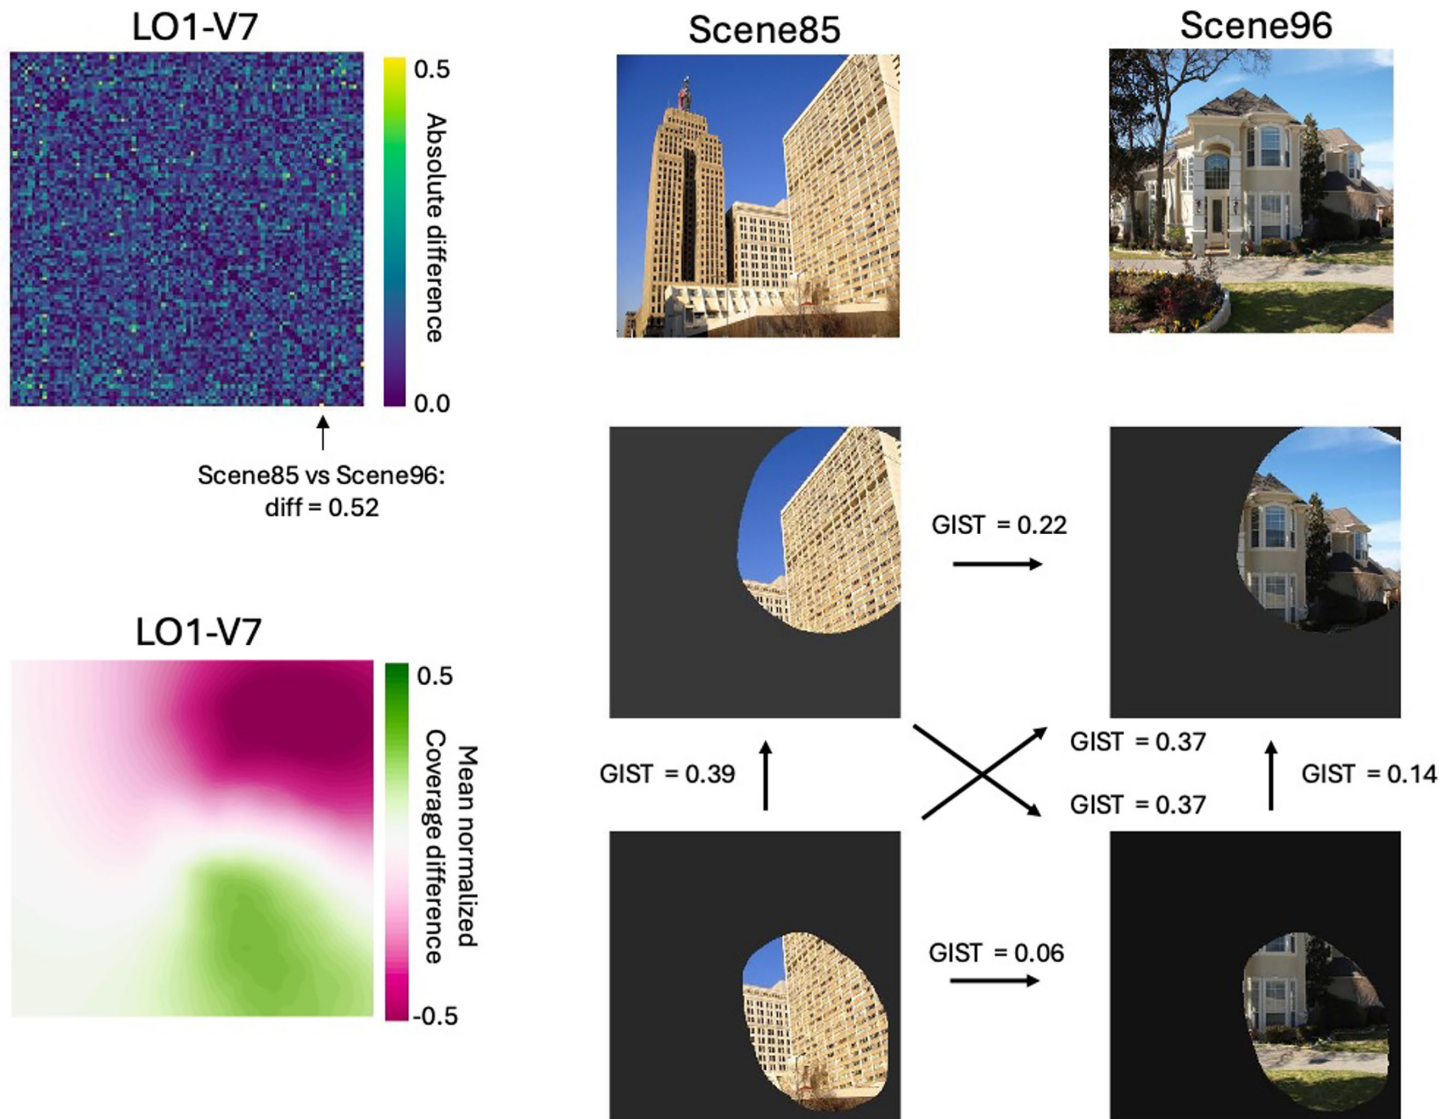 LO1-V7
0.5
Absolute difference
0.0
Scene85 vs Scene96:
diff = 0.52
LO1-V7
0.5
Mean normalized
Coverage difference
-0.5
Scene85
Scene96
GIST = 0.22
GIST = 0.39
GIST = 0.37
GIST = 0.37
GIST = 0.14
GIST = 0.06